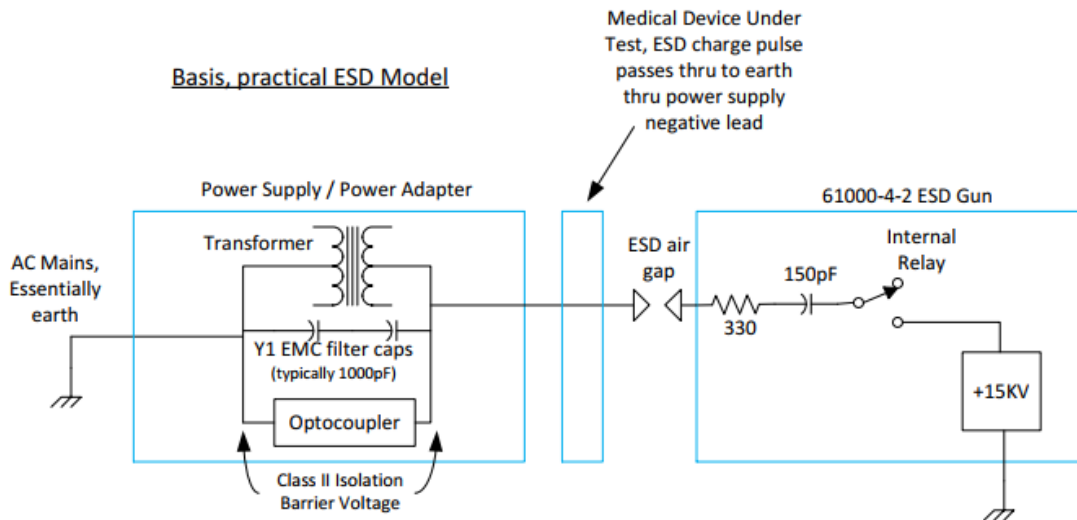 Medical Device Under
Test, ESD charge pulse
passes thru to earth
thru power supply
negative lead
Basis, practical ESD Model
Power Supply / Power Adapter
61000-4-2 ESD Gun
Transformer
ESD air
gap
Internal
Relay
AC Mains,
Essentially
earth
150pF
330
Y1 EMC filter caps
(typically 1000pF)
+15KV
Optocoupler
Class II Isolation
Barrier Voltage